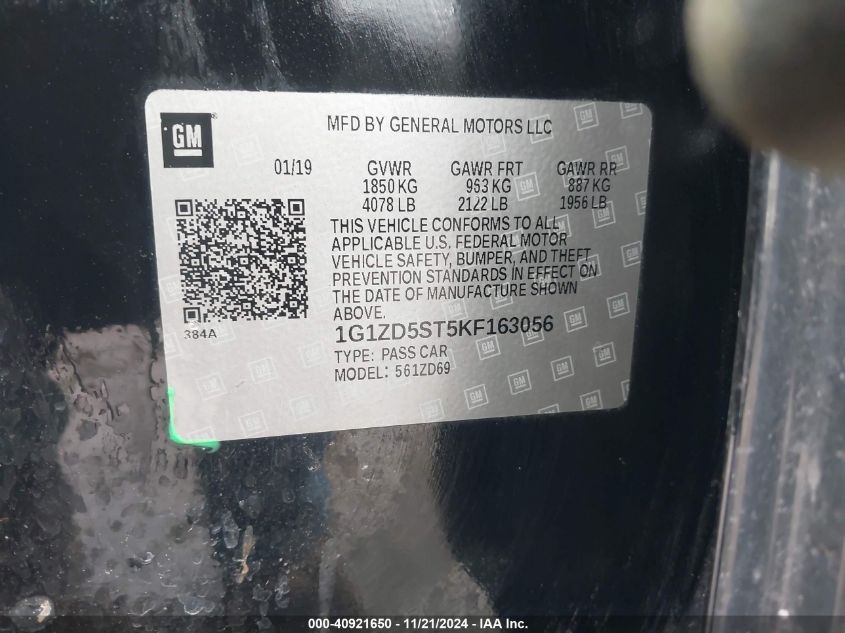 GM
MFD BY GENERAL MOTORS LLC
01/19 GVWR GAWR FRT GAWR RR
1850 KG 963 KG 887 KG
4078 LB 2122 LB 1956 LB
THIS VEHICLE CONFORMS TO ALL
APPLICABLE U.S. FEDERAL MOTOR
VEHICLE SAFETY, BUMPER, AND THEFT
PREVENTION STANDARDS IN EFFECT ON
THE DATE OF MANUFACTURE SHOWN
ABOVE.
384A
1G1ZD5ST5KF163056
TYPE: PASS CAR
MODEL: 561ZD69
000-40921650 - 11/21/2024 - IAA Inc.